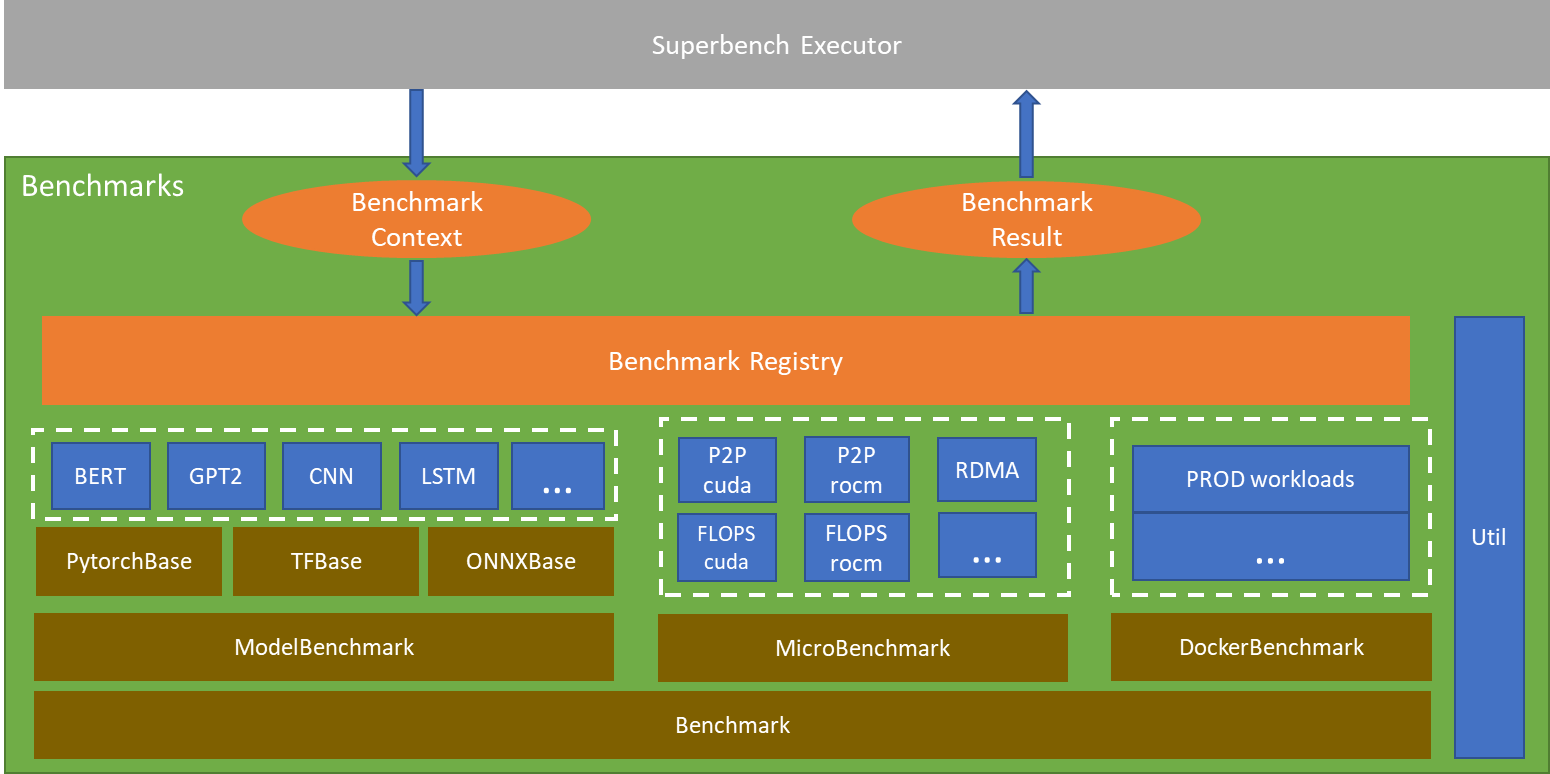 Superbench Executor
Benchmarks
Benchmark
Context
Benchmark
Result
Benchmark Registry
BERT
GPT2
CNN
LSTM
...
P2P
cuda
P2P
rocm
RDMA
FLOPS
cuda
FLOPS
rocm
...
PROD workloads
...
Util
PytorchBase
TFBase
ONNXBase
ModelBenchmark
MicroBenchmark
DockerBenchmark
Benchmark